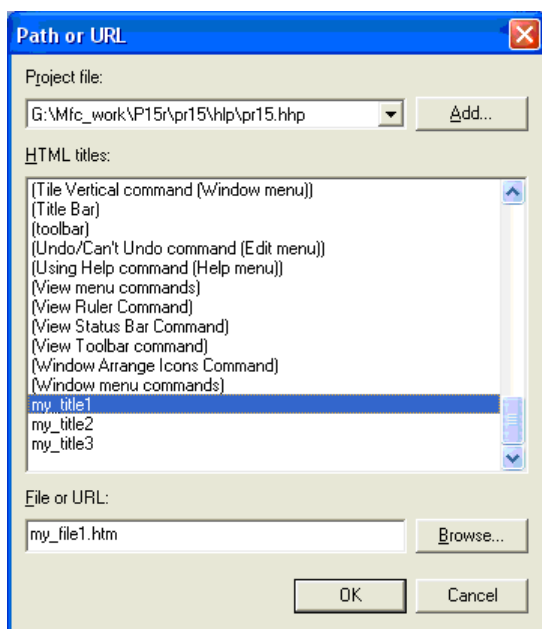 Path or URL
Project file:
G:\Mfc_work\P15r\pr15\hlp\pr15.hhp
Add...
HTML titles:
(Tile Vertical command (Window menu))
(Title Bar)
(toolbar)
(Undo/Can't Undo command (Edit menu))
(Using Help command (Help menu))
(View menu commands)
(View Ruler Command)
(View Status Bar Command)
(View Toolbar command)
(Window Arrange Icons Command)
(Window menu commands)
my_title1
my_title2
my_title3
File or URL:
my_file1.htm
Browse...
OK
Cancel